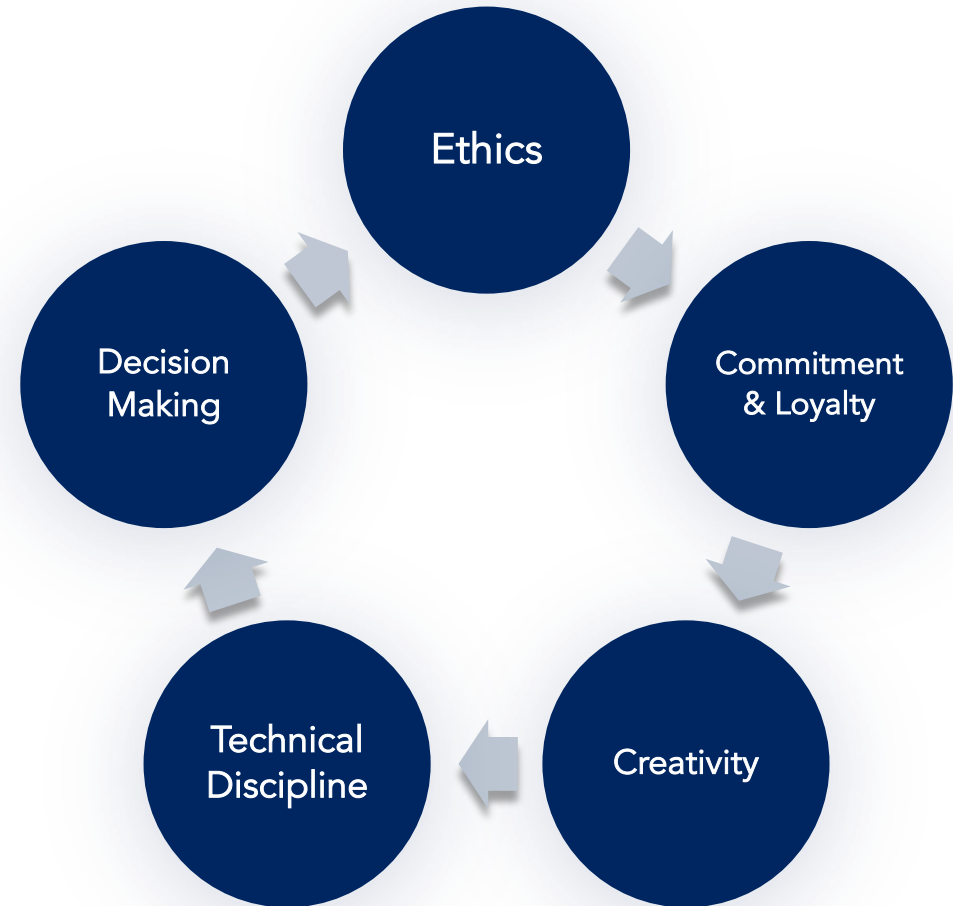 Ethics
Commitment
& Loyalty
Creativity
Technical
Discipline
Decision
Making